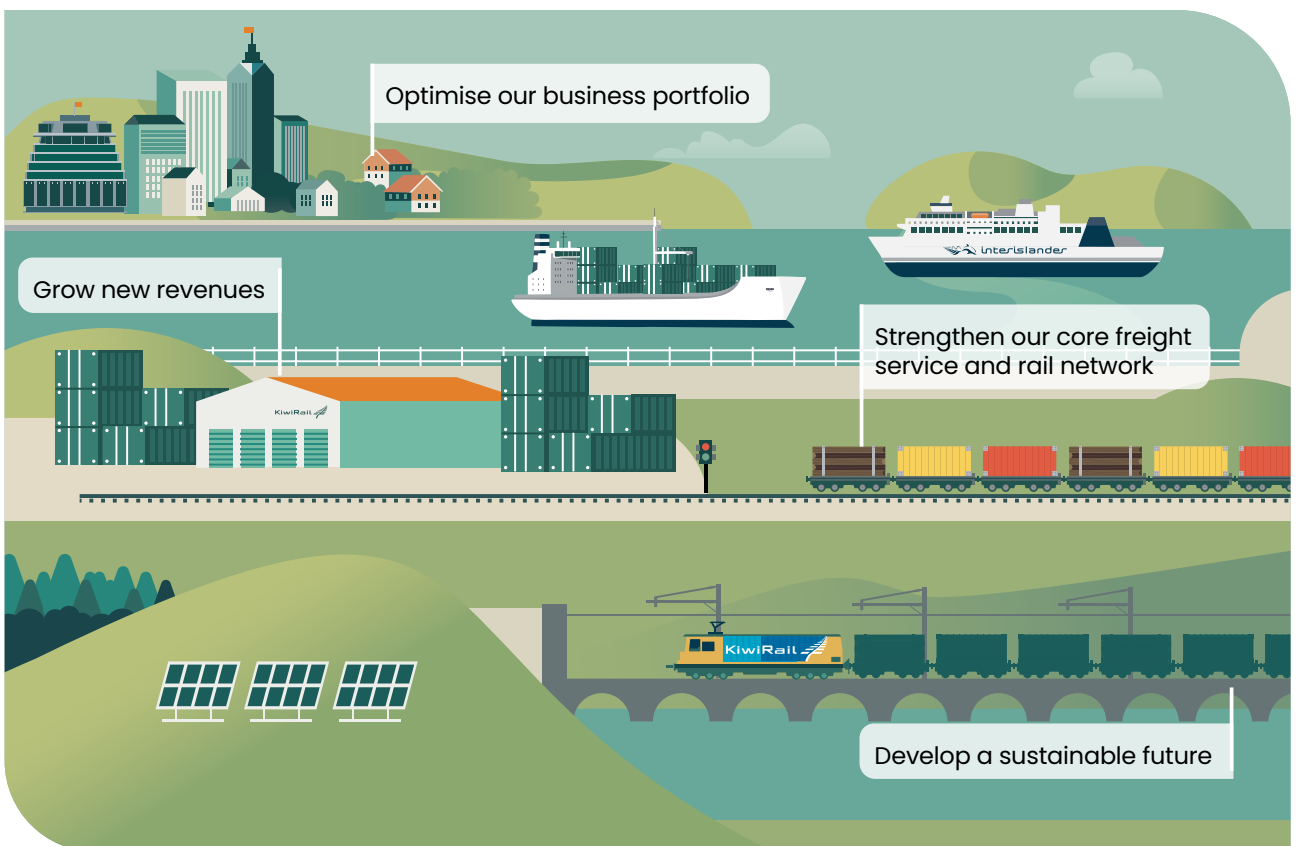 Optimise our business portfolio
interislander
Grow new revenues
Strengthen our core freight
service and rail network
KiwiRail
KiwiRail
Develop a sustainable future